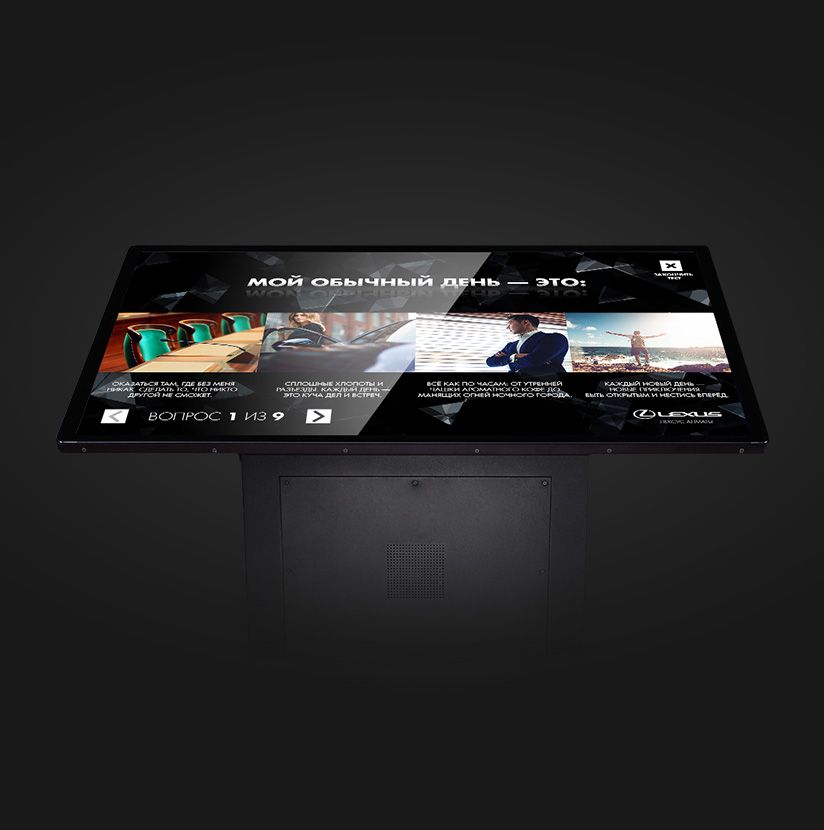 МОЙ ОБЫЧНЫЙ ДЕНЬ — ЭТО:
ЗАКОНЧИТЬ
ТЕСТ
ОКАЗАТЬСЯ ТАМ, ГДЕ БЕЗ МЕНЯ
НИКАК. СДЕЛАТЬ ТО, ЧТО НИКТО
ДРУГОЙ НЕ СМОЖЕТ.
СПЛОШНЫЕ ХЛОПОТЫ И
РАЗЪЕЗДЫ. КАЖДЫЙ ДЕНЬ —
ЭТО КУЧА ДЕЛ И ВСТРЕЧ.
ВСЁ КАК ПО ЧАСАМ: ОТ УТРЕННЕЙ
ЧАШКИ АРОМАТНОГО КОФЕ ДО
МАНЯЩИХ ОГНЕЙ НОЧНОГО ГОРОДА.
КАЖДЫЙ НОВЫЙ ДЕНЬ —
НОВЫЕ ПРИКЛЮЧЕНИЯ.
БЫТЬ ОТКРЫТЫМ И НЕСТИСЬ ВПЕРЁД.
ВОПРОС 1 ИЗ 9
LEXUS
ЛЕКСУС АЛМАТЫ